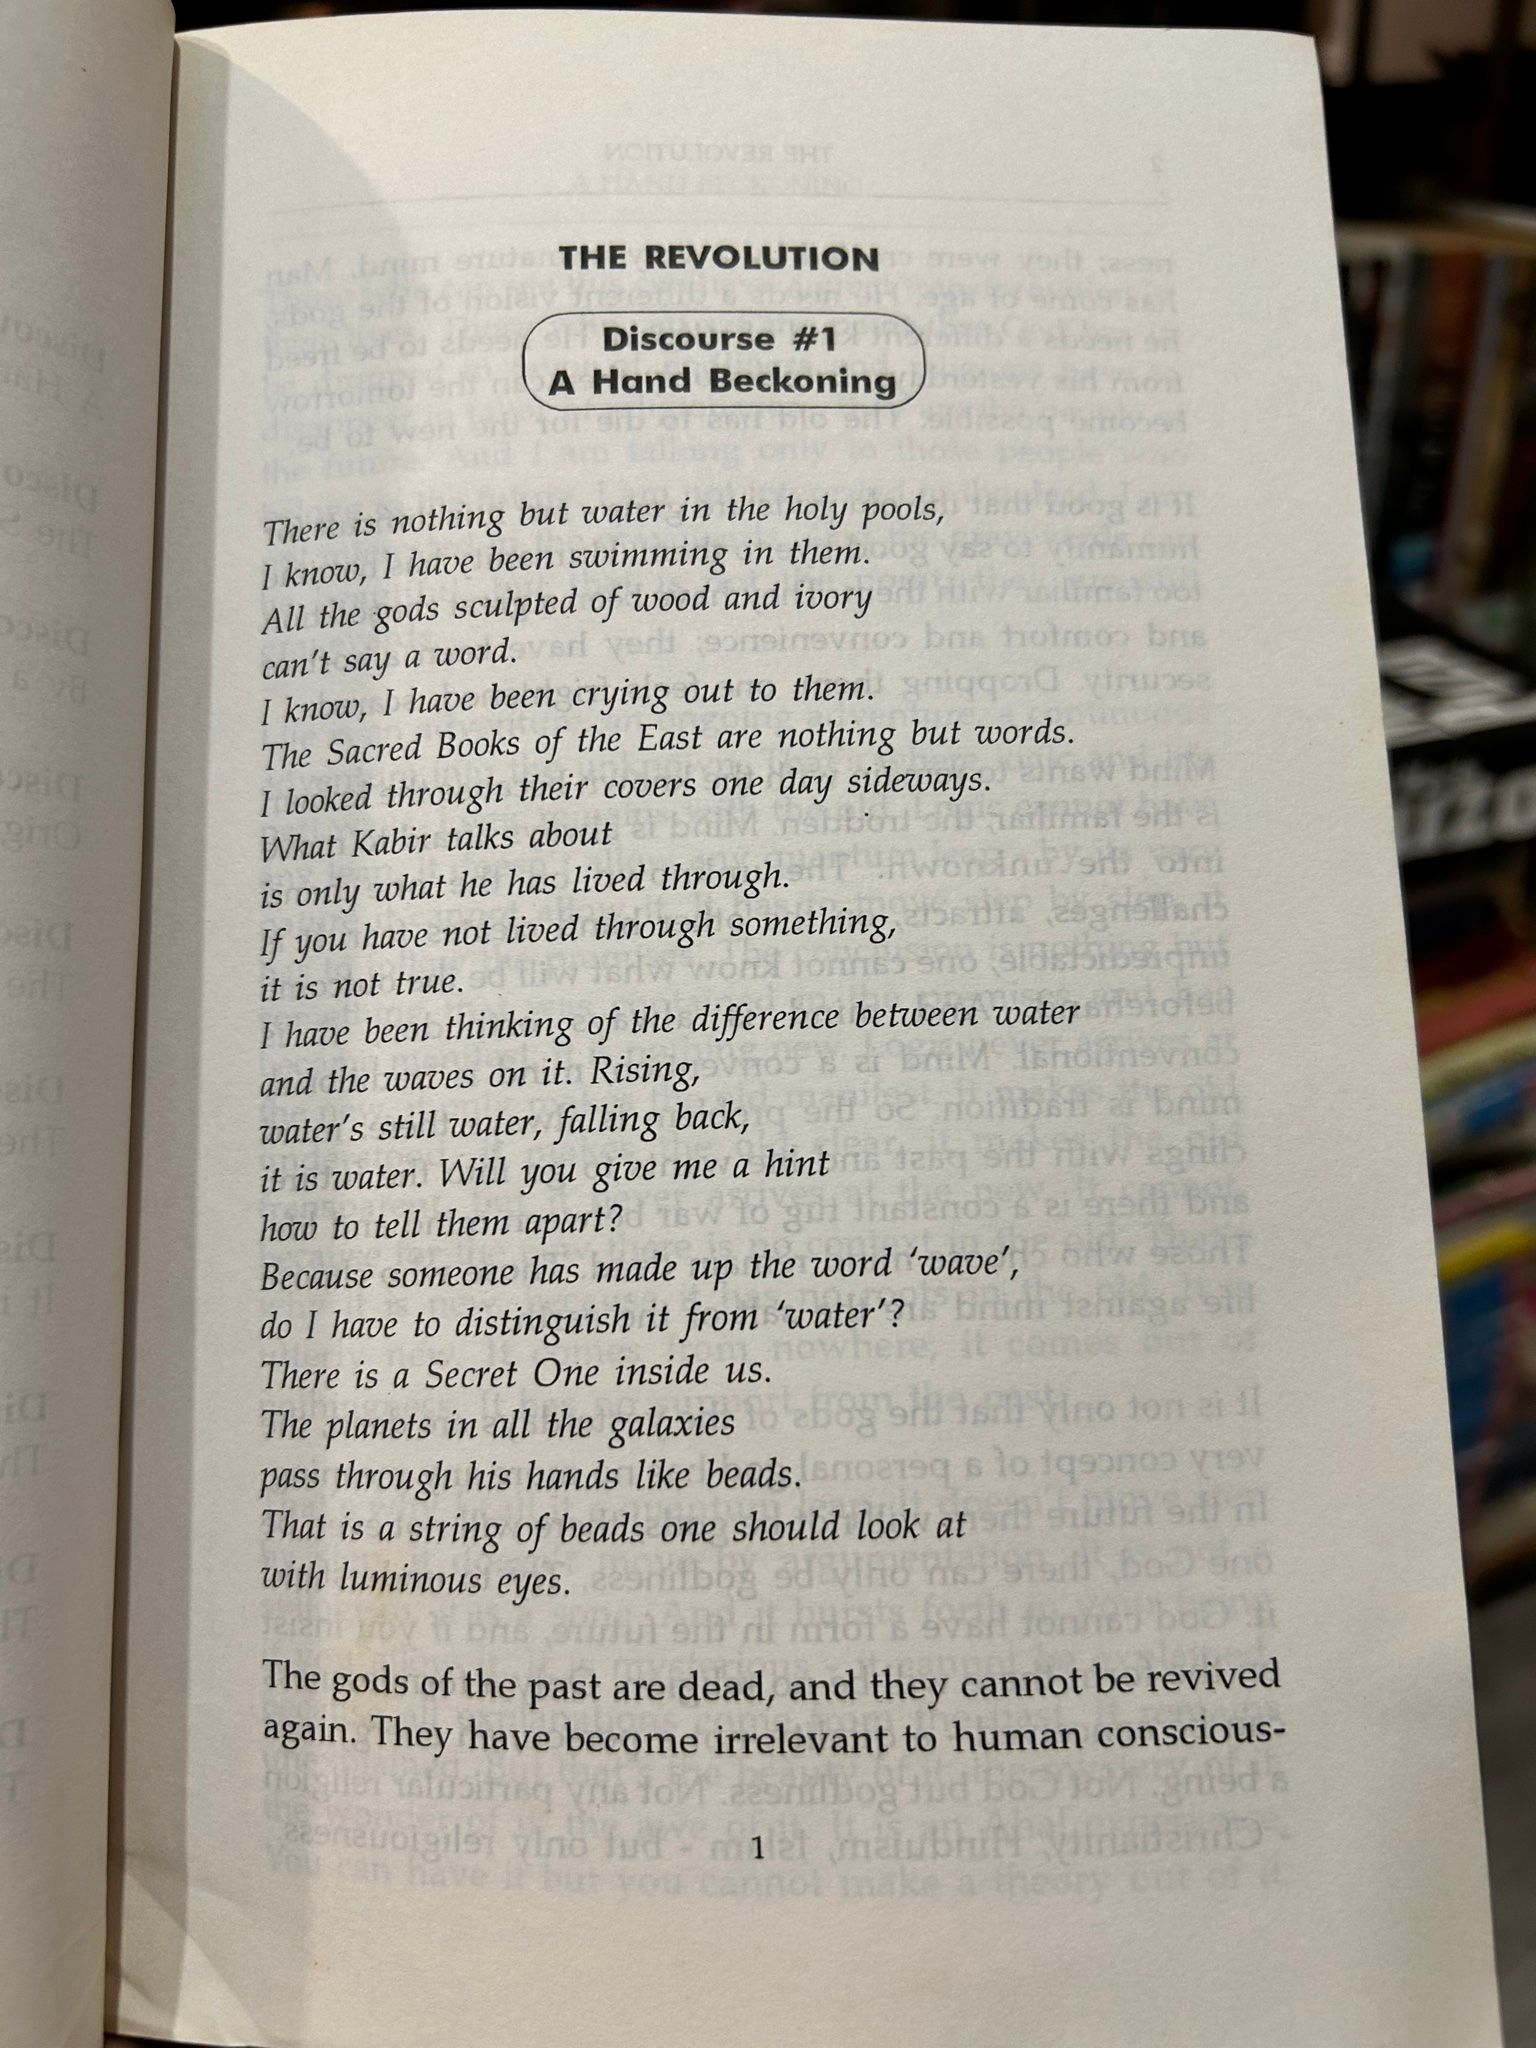 THE REVOLUTION
Discourse #1
A Hand Beckoning
There is nothing but water in the holy pools,
I know, I have been swimming in them.
All the gods sculpted of wood and ivory
can't say a word.
I know, I have been crying out to them.
The Sacred Books of the East are nothing but words.
I looked through their covers one day sideways.
What Kabir talks about
is only what he has lived through.
If you have not lived through something,
it is not true.
I have been thinking of the difference between water
and the waves on it. Rising,
water's still water, falling back,
it is water. Will you give me a hint
how to tell them apart?
Because someone has made up the word ‘wave’,
do I have to distinguish it from ‘water’?
There is a Secret One inside us.
The planets in all the galaxies
pass through his hands like beads.
That is a string of beads one should look at
with luminous eyes.
The gods of the past are dead, and they cannot be revived
again. They have become irrelevant to human conscious-
1